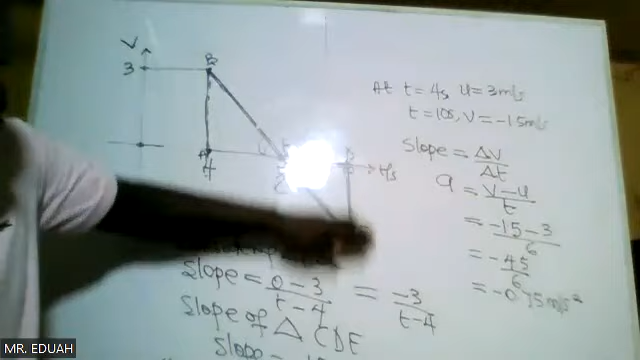 V
3
B
4
t/s
At t = 4s, u = 3m/s
t = 10s, V = -1.5m/s
Slope = ΔV/Δt
a = V-u/t
= -1.5-3/6
= -4.5/6
= -0.75m/s²
Slope = 0-3/t-4 = -3/t-4
Slope of Δ CDE
Slope =
MR. EDUAH